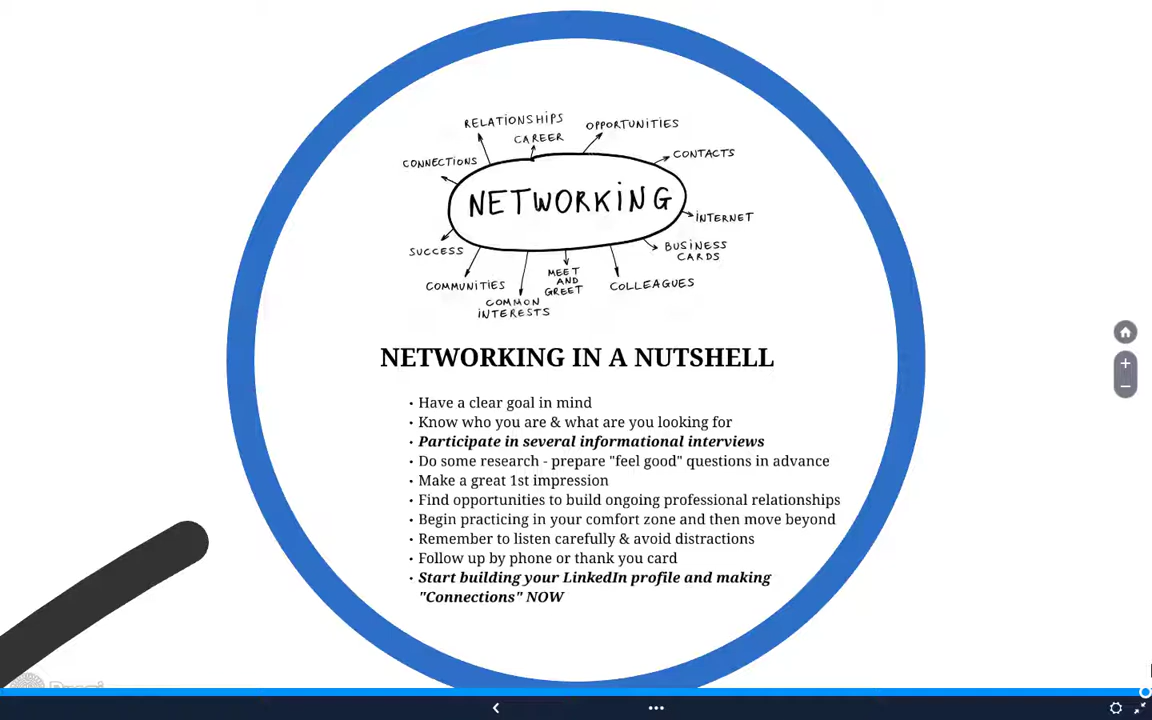 RELATIONSHIPS
CAREER
OPPORTUNITIES
CONNECTIONS
CONTACTS
NETWORKING
INTERNET
SUCCESS
BUSINESS
CARDS
COMMUNITIES
MEET
AND
GREET
COLLEAGUES
COMMON
INTERESTS
NETWORKING IN A NUTSHELL
• Have a clear goal in mind
• Know who you are & what are you looking for
• Participate in several informational interviews
• Do some research - prepare "feel good" questions in advance
• Make a great 1st impression
• Find opportunities to build ongoing professional relationships
• Begin practicing in your comfort zone and then move beyond
• Remember to listen carefully & avoid distractions
• Follow up by phone or thank you card
• Start building your LinkedIn profile and making
"Connections" NOW